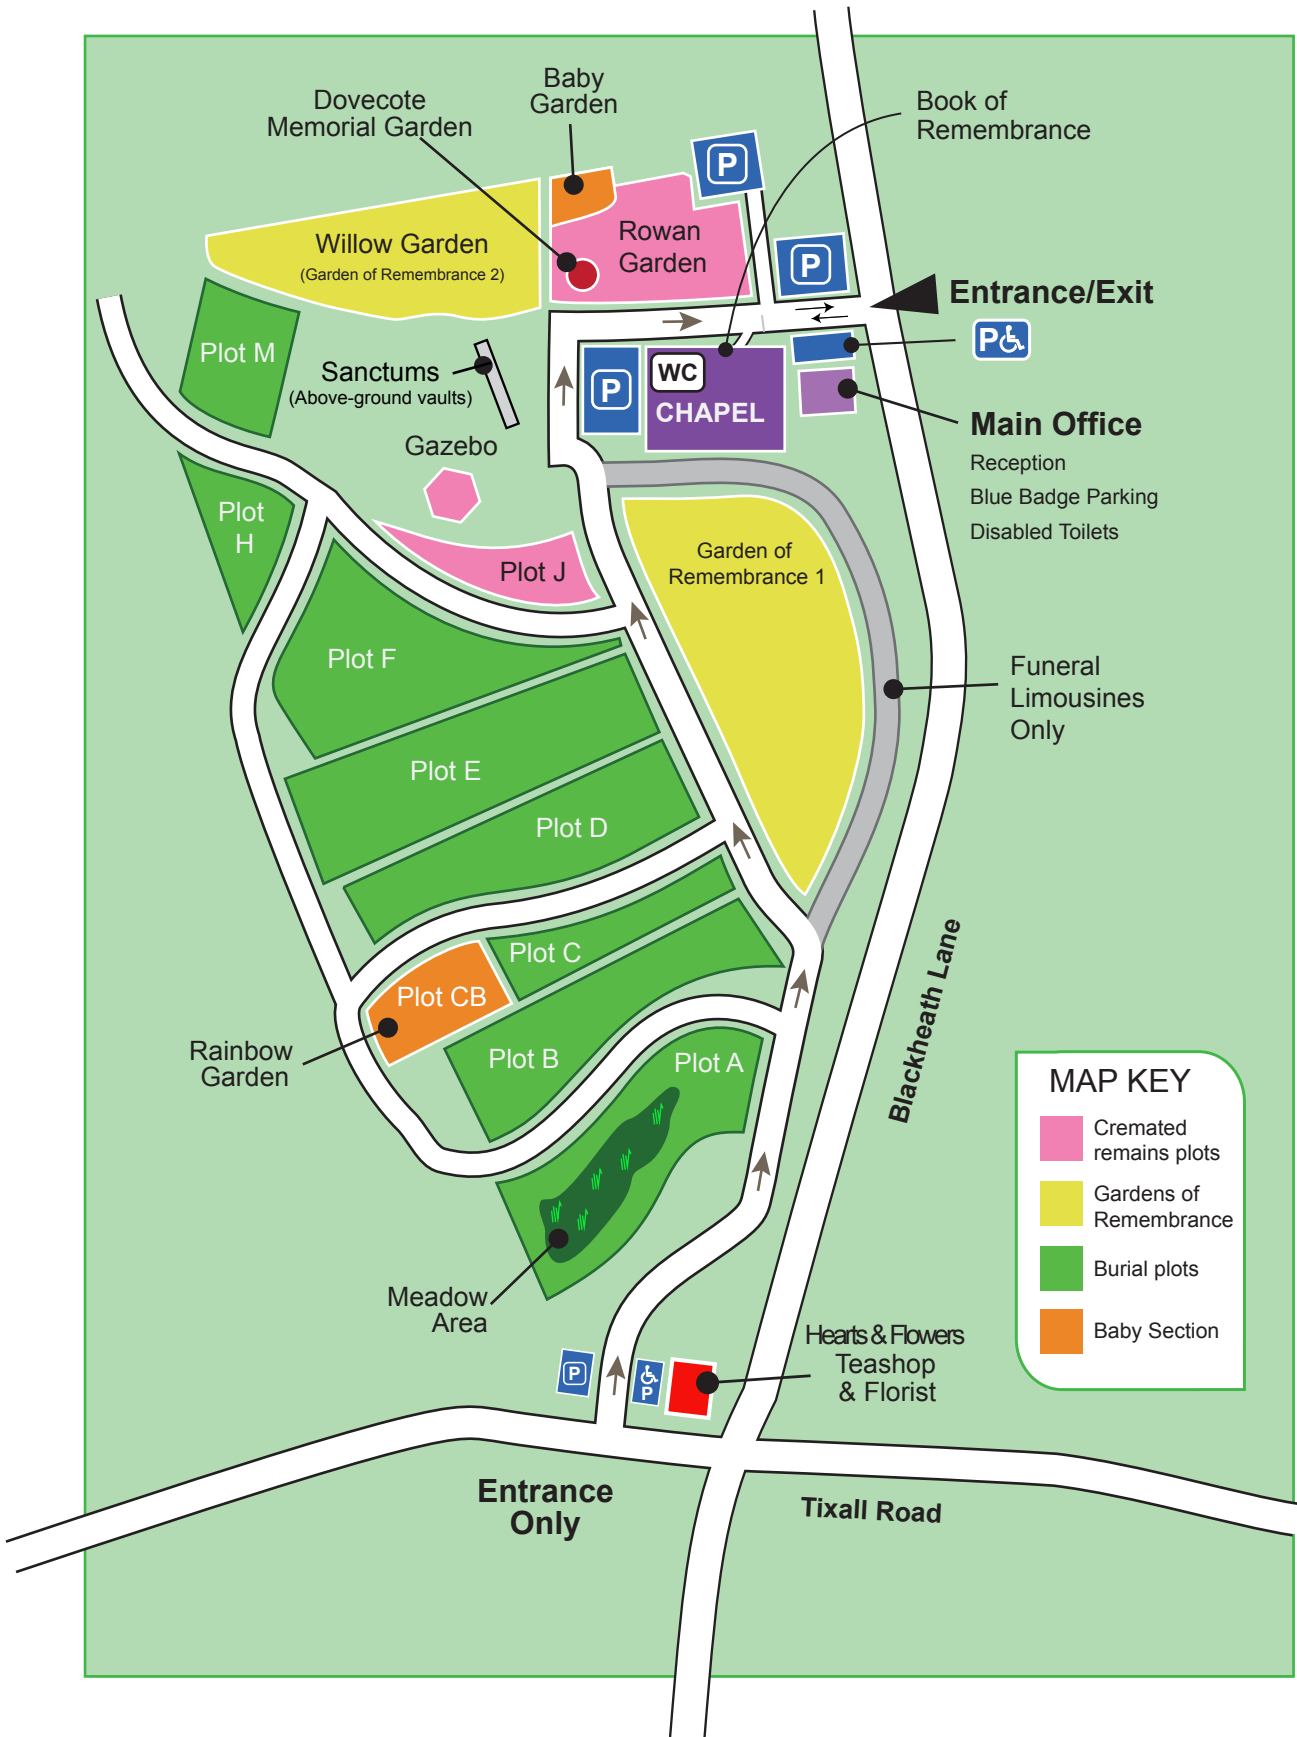 Baby
Garden
Dovecote
Memorial Garden
Book of
Remembrance
P
Rowan
Garden
Willow Garden
(Garden of Remembrance 2)
P
Entrance/Exit
P
Plot M
Sanctums
(Above-ground vaults)
P
WC
CHAPEL
Main Office
Reception
Blue Badge Parking
Disabled Toilets
Gazebo
Plot
H
Plot J
Garden of
Remembrance 1
Plot F
Funeral
Limousines
Only
Plot E
Plot D
Plot C
Plot CB
Blackheath Lane
Rainbow
Garden
Plot B
Plot A
MAP KEY
Cremated
remains plots
Gardens of
Remembrance
Burial plots
Baby Section
Meadow
Area
Hearts & Flowers
Teashop
& Florist
P
P
Entrance
Only
Tixall Road